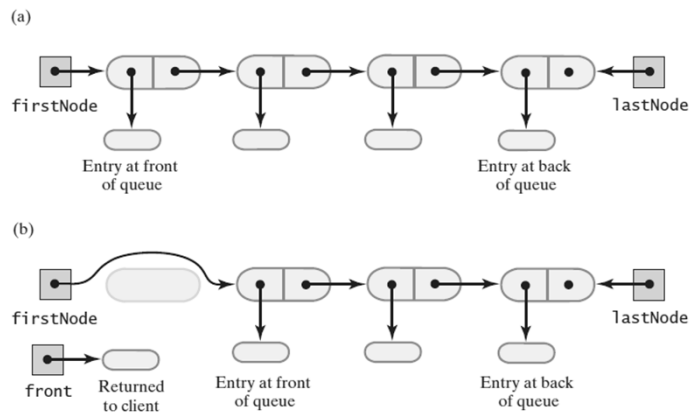 (a)
firstNode
lastNode
Entry at front
of queue
Entry at back
of queue
(b)
firstNode
lastNode
front
Returned
to client
Entry at front
of queue
Entry at back
of queue